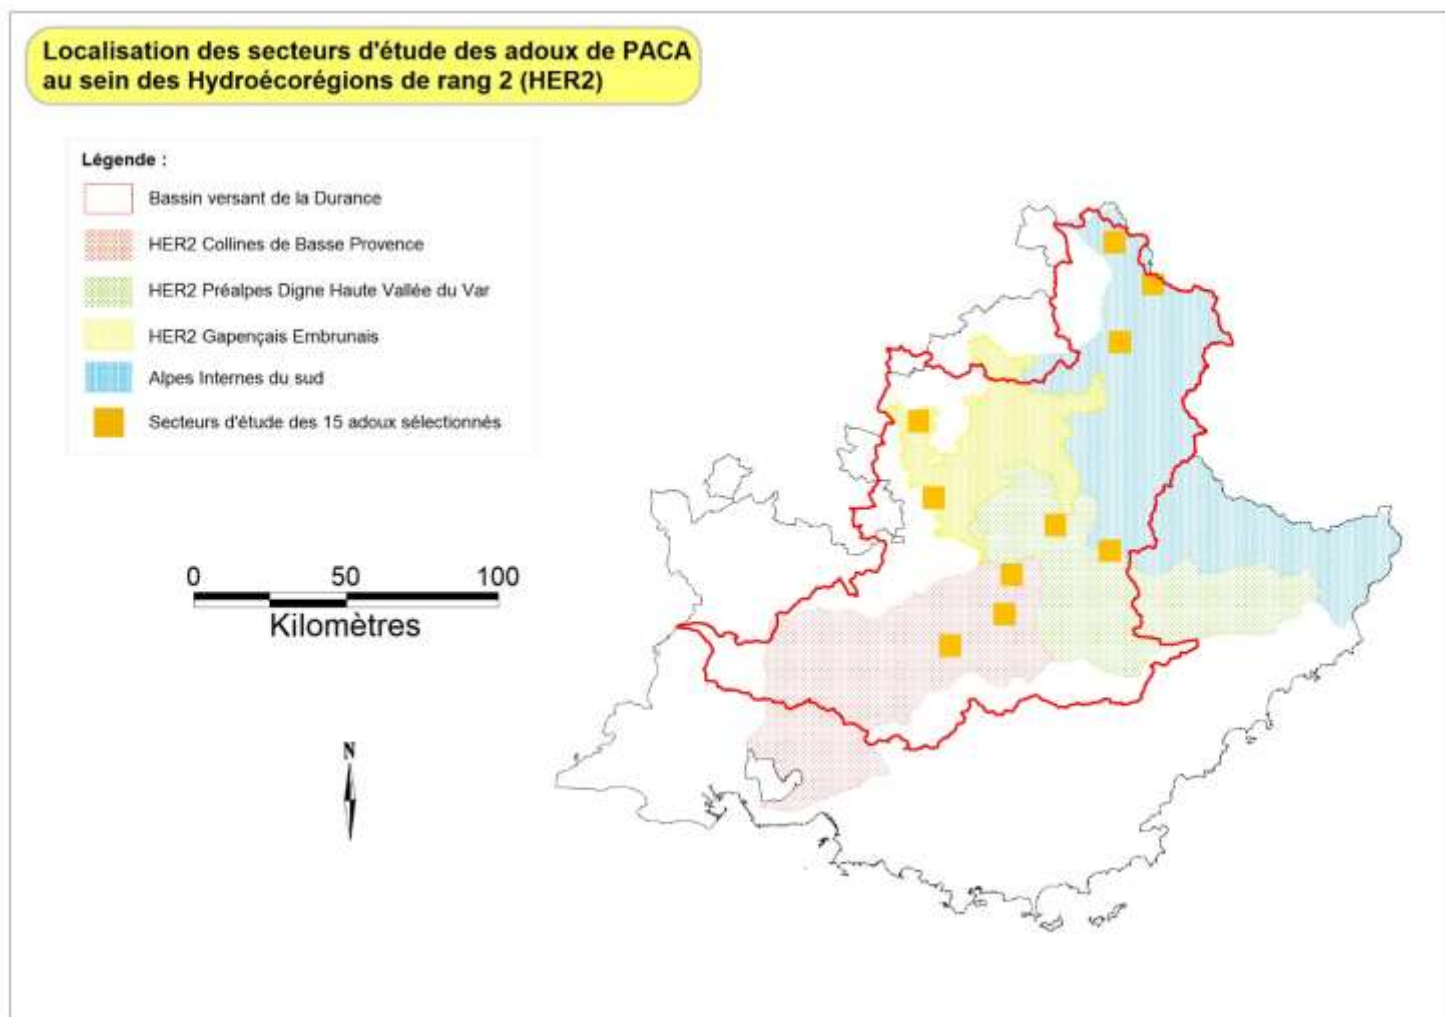 Localisation des secteurs d'étude des adoux de PACA
au sein des Hydroécorégions de rang 2 (HER2)
Légende :
Bassin versant de la Durance
HER2 Collines de Basse Provence
HER2 Préalpes Digne Haute Vallée du Var
HER2 Gapençais Embrunais
Alpes Internes du sud
Secteurs d'étude des 15 adoux sélectionnés
0 50 100
Kilomètres
N